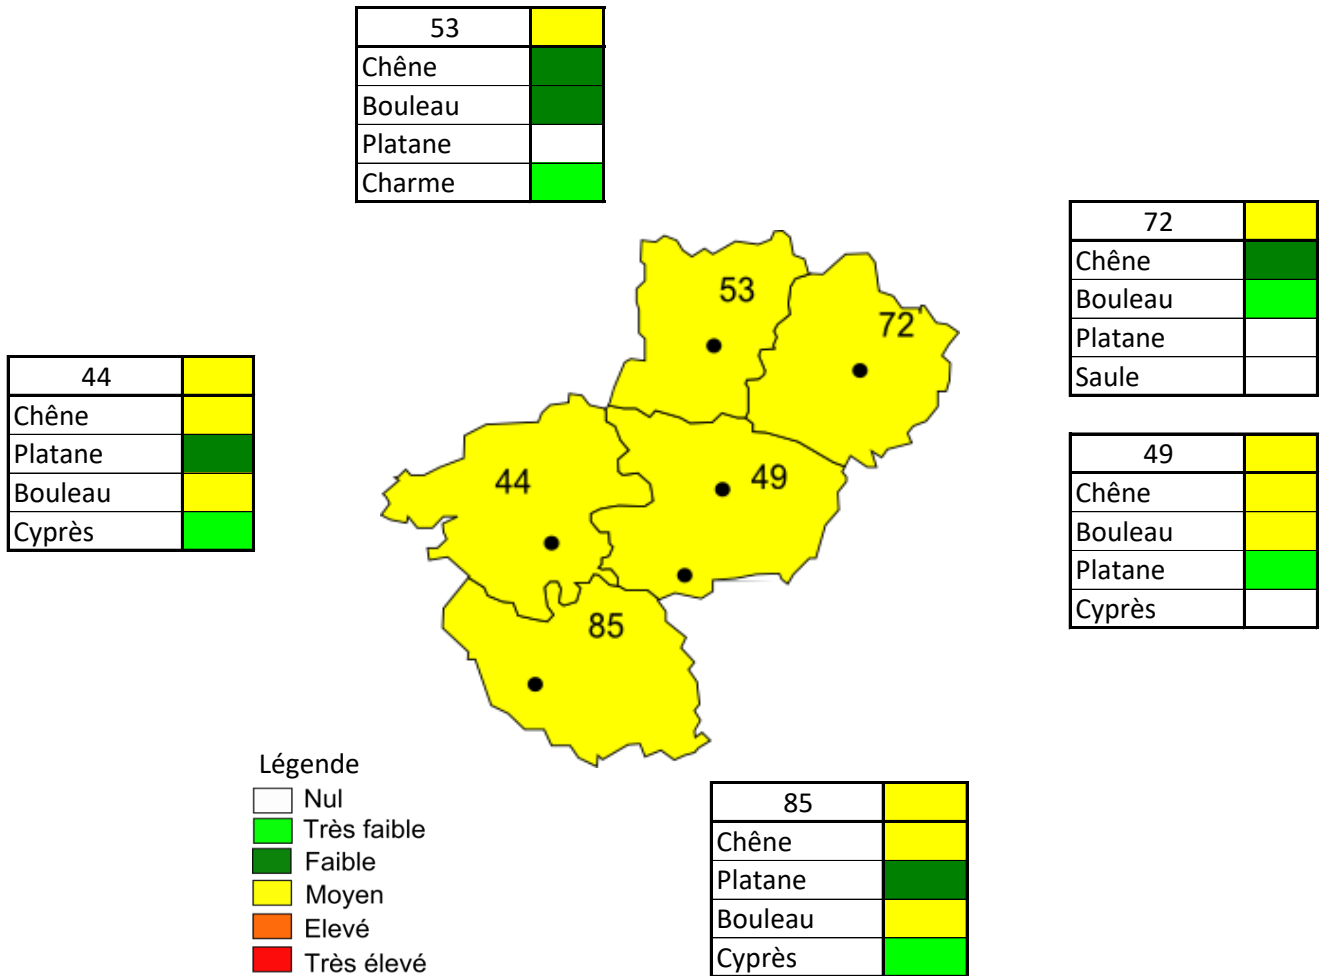 53
Chêne
Bouleau
Platane
Charme
72
Chêne
Bouleau
Platane
Saule
44
Chêne
Platane
Bouleau
Cyprès
49
Chêne
Bouleau
Platane
Cyprès
53
72
44
49
85
Légende
Nul
Très faible
Faible
Moyen
Elevé
Très élevé
85
Chêne
Platane
Bouleau
Cyprès